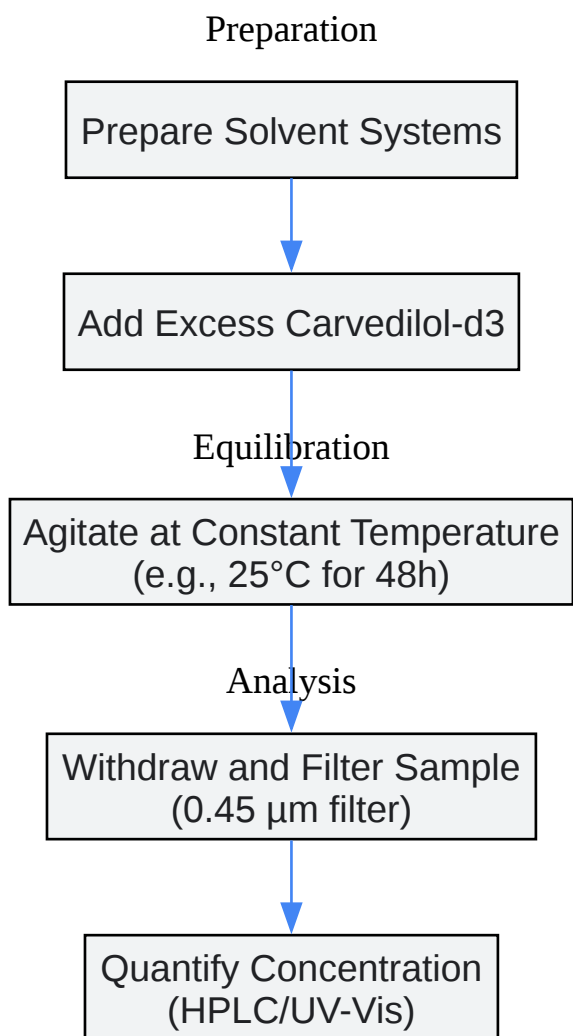 Preparation
Prepare Solvent Systems
Add Excess Carvedilol-d3
Equilibration
Agitate at Constant Temperature
(e.g., 25°C for 48h)
Analysis
Withdraw and Filter Sample
(0.45 µm filter)
Quantify Concentration
(HPLC/UV-Vis)